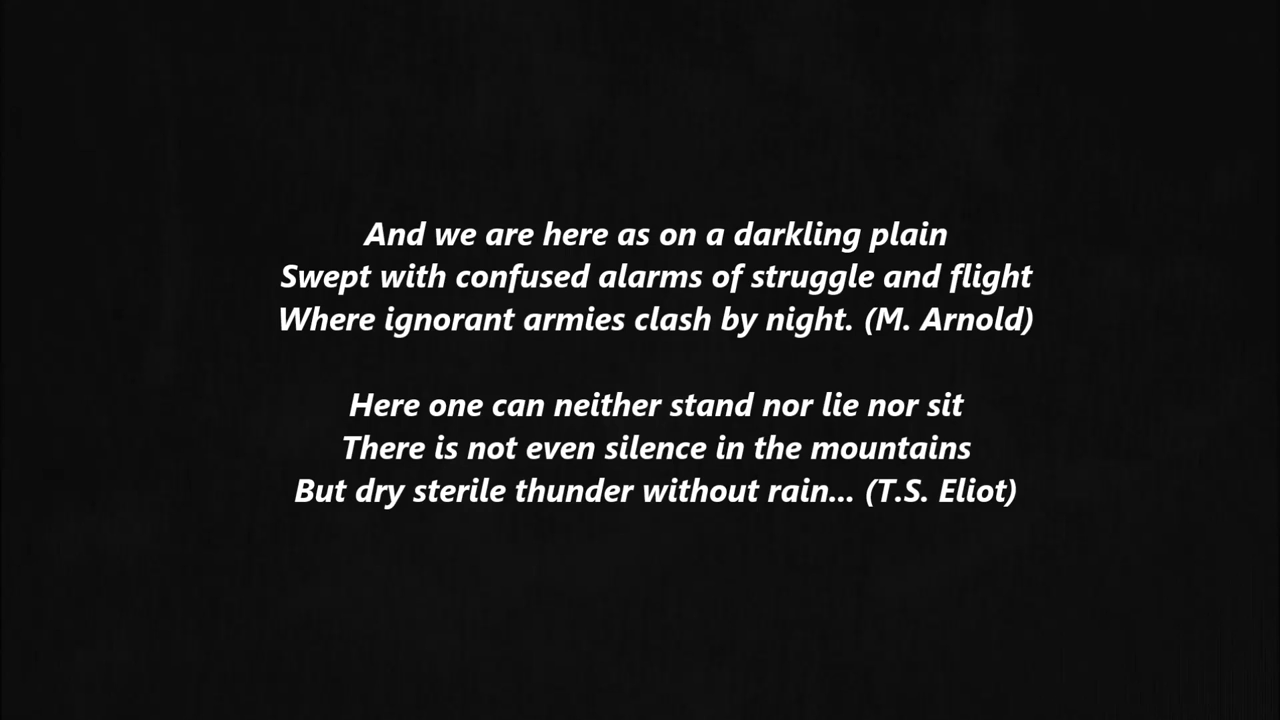 And we are here as on a darkling plain
Swept with confused alarms of struggle and flight
Where ignorant armies clash by night. (M. Arnold)
Here one can neither stand nor lie nor sit
There is not even silence in the mountains
But dry sterile thunder without rain... (T.S. Eliot)